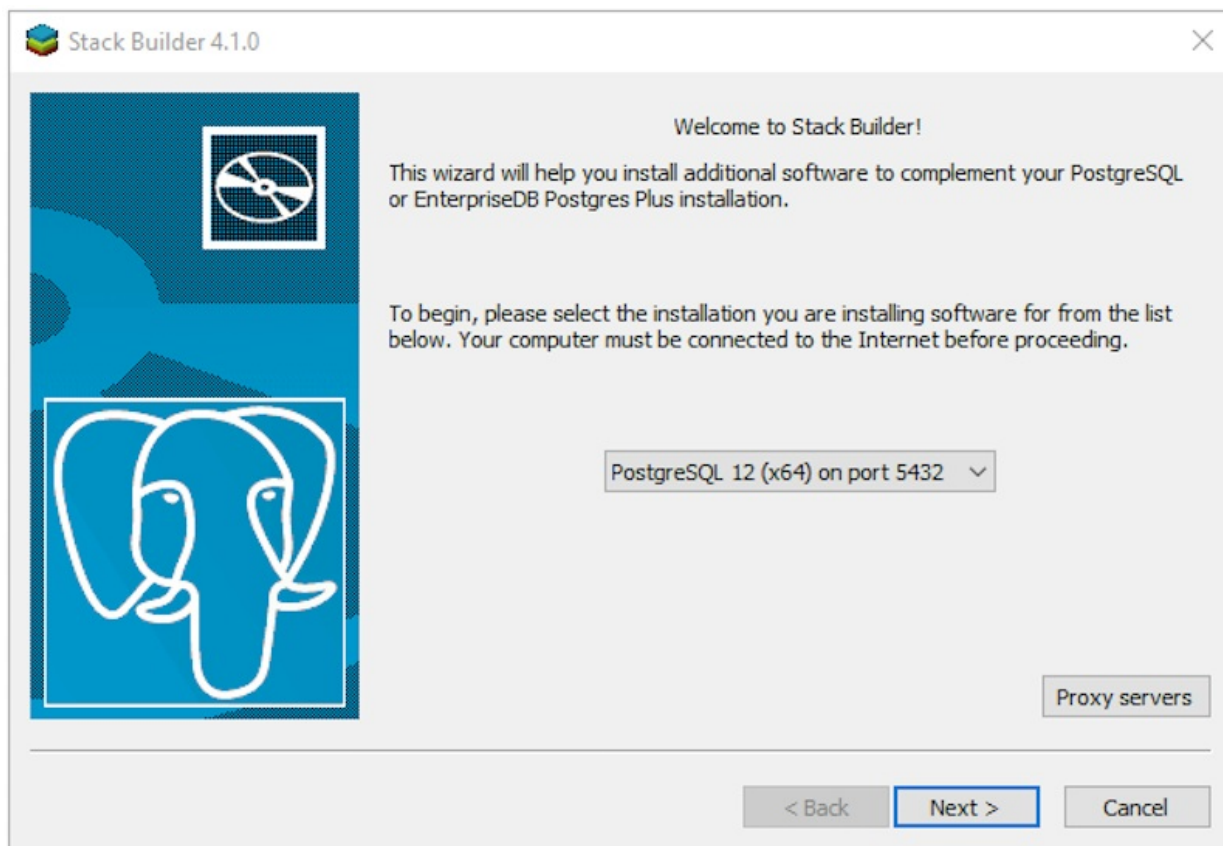 Stack Builder 4.1.0
Welcome to Stack Builder!
This wizard will help you install additional software to complement your PostgreSQL
or EnterpriseDB Postgres Plus installation.
To begin, please select the installation you are installing software for from the list
below. Your computer must be connected to the Internet before proceeding.
PostgreSQL 12 (x64) on port 5432
Proxy servers
< Back
Next >
Cancel